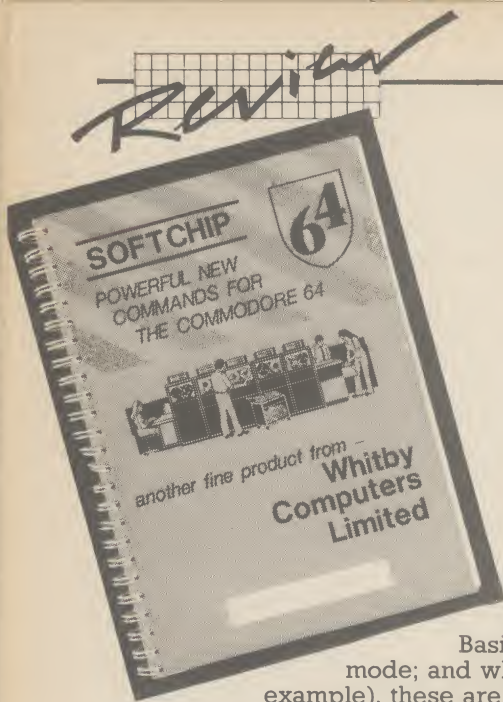 Review
SOFTCHIP
64
POWERFUL NEW
COMMANDS FOR
THE COMMODORE 64
another fine product from –
Whitby
Computers
Limited
Basi
mode; and wh
example), these are